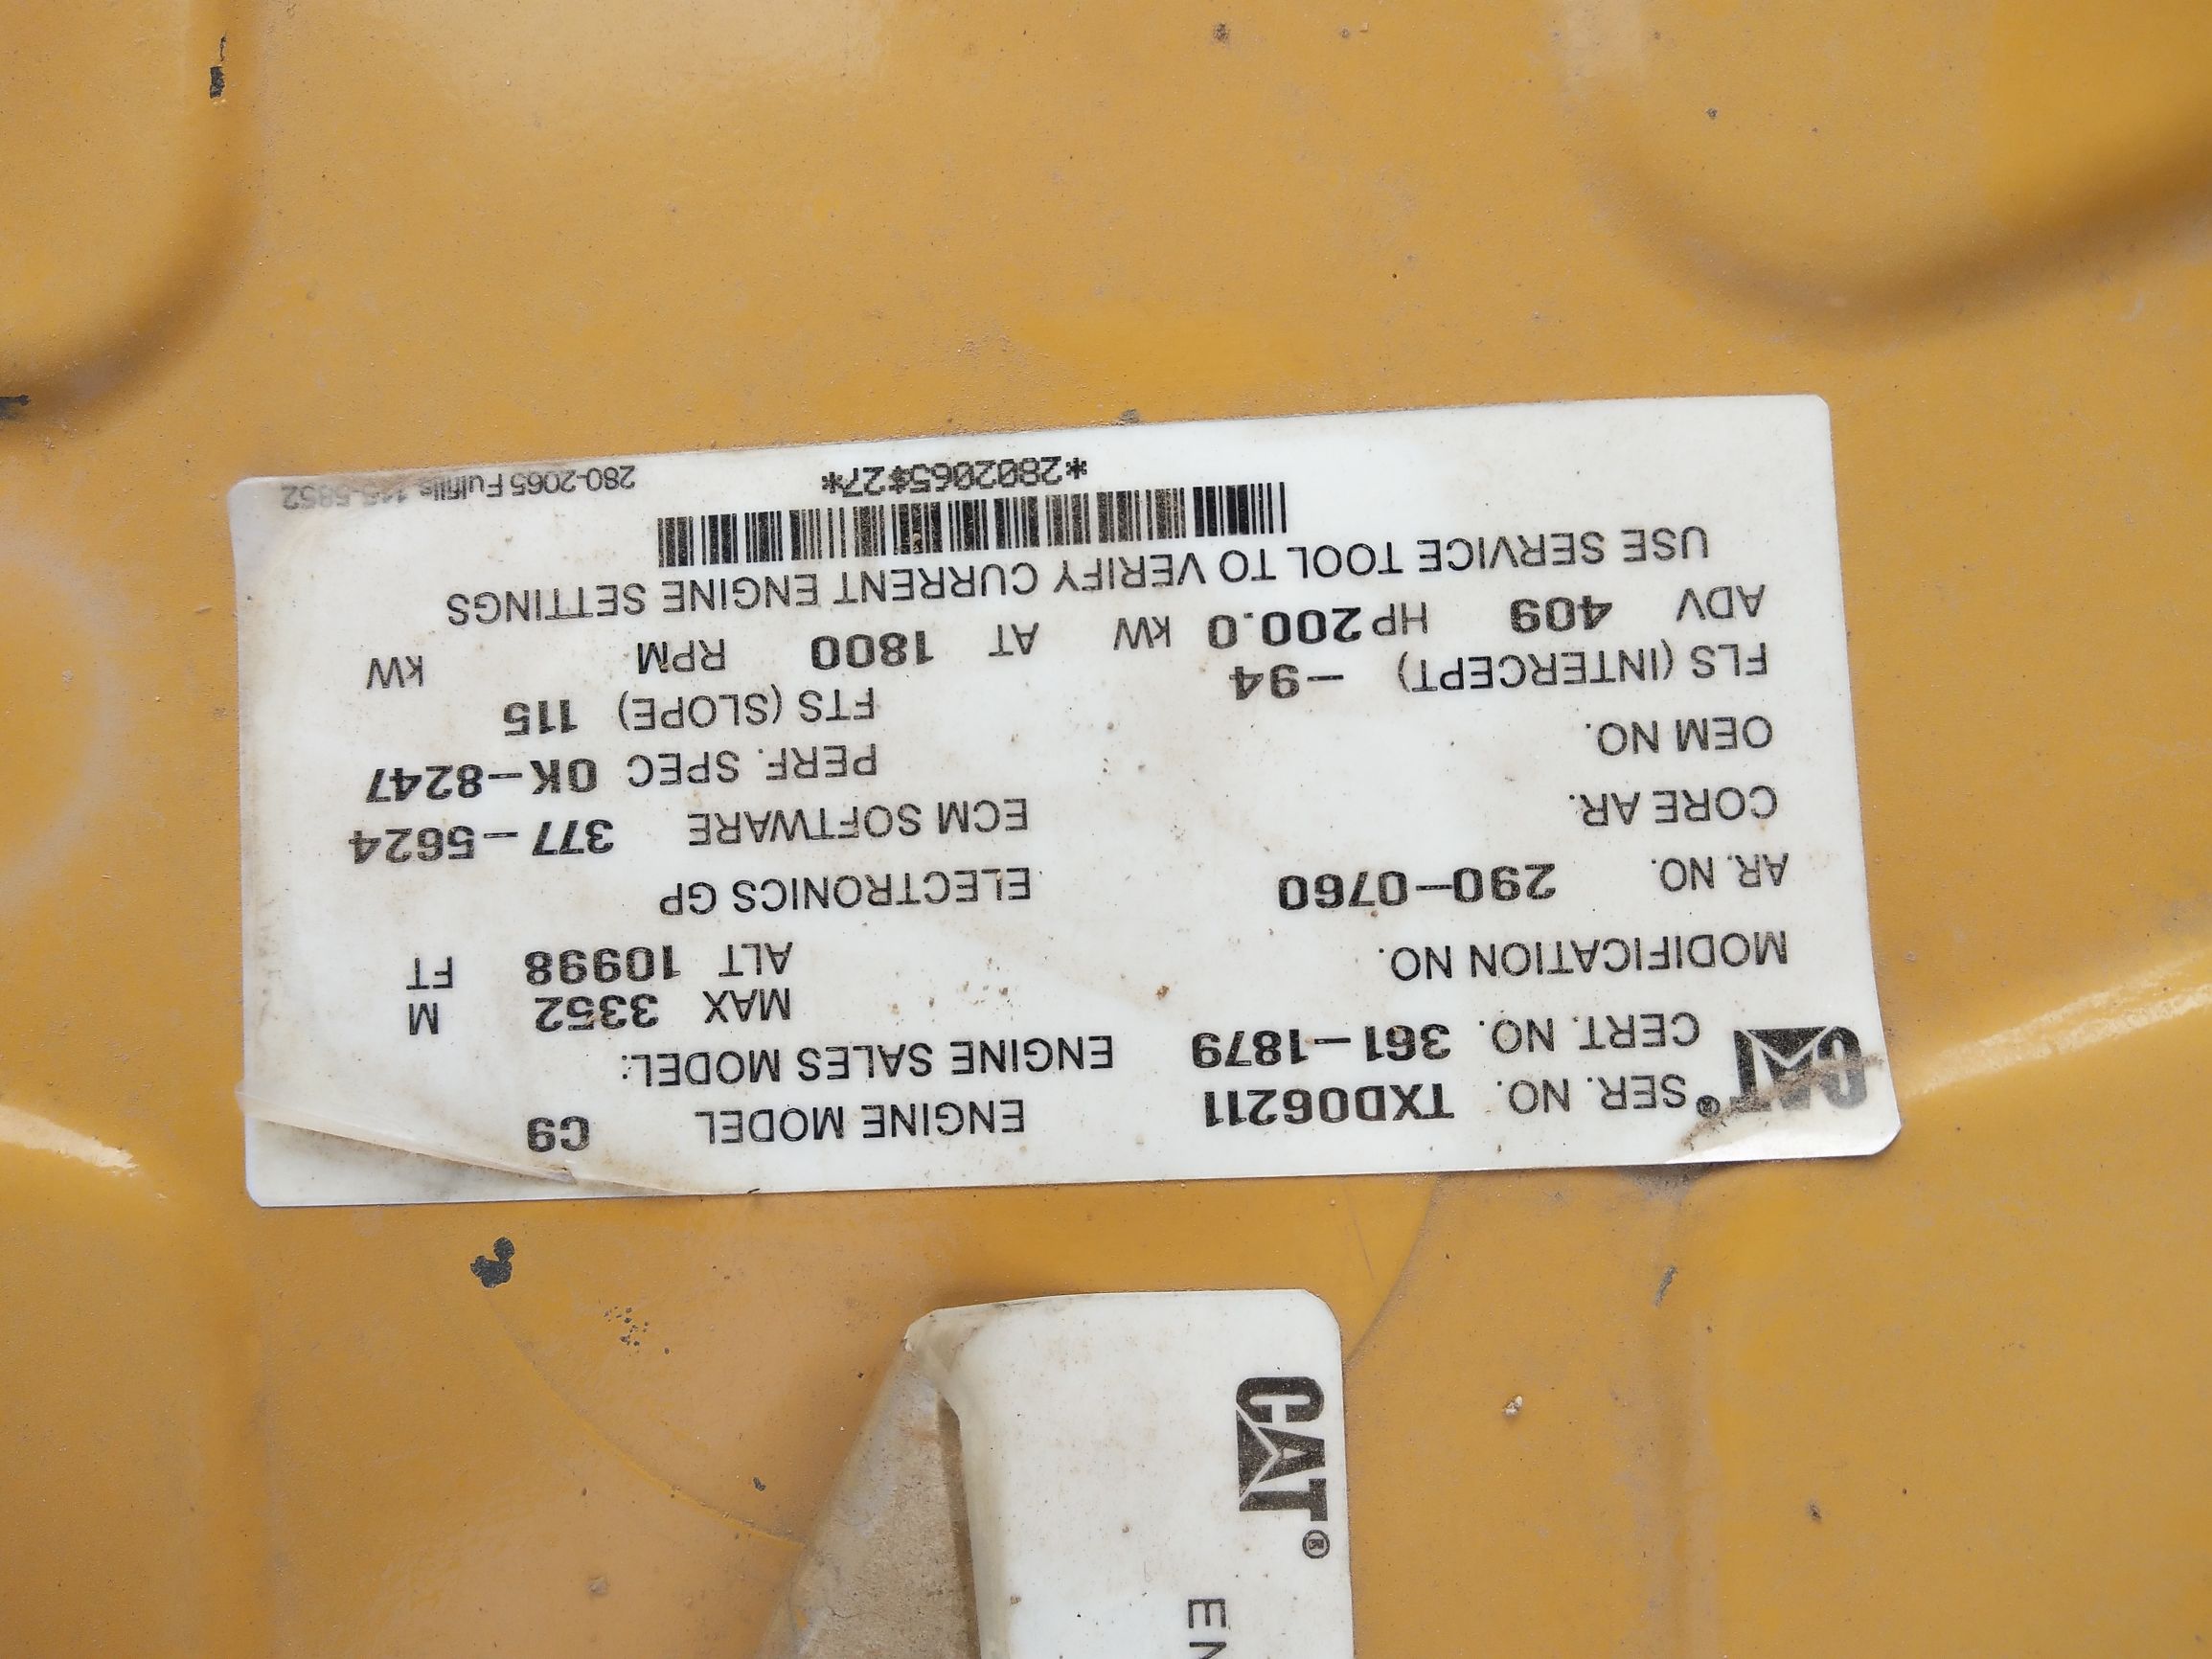 CAT® SER. NO. TXD06211 ENGINE MODEL C9
CERT. NO. 361-1879 ENGINE SALES MODEL:
MODIFICATION NO. MAX 3352 M
ALT 10998 FT
AR. NO. 290-0760 ELECTRONICS GP
CORE AR. ECM SOFTWARE 377-5624
OEM NO. PERF. SPEC 0K-8247
FLS (INTERCEPT) -94 FTS (SLOPE) 115
ADV 409 HP 200.0 kW AT 1800 RPM kW
USE SERVICE TOOL TO VERIFY CURRENT ENGINE SETTINGS
*2802065$27*
280-2065 Fulfills 115-5852
CAT®
EN